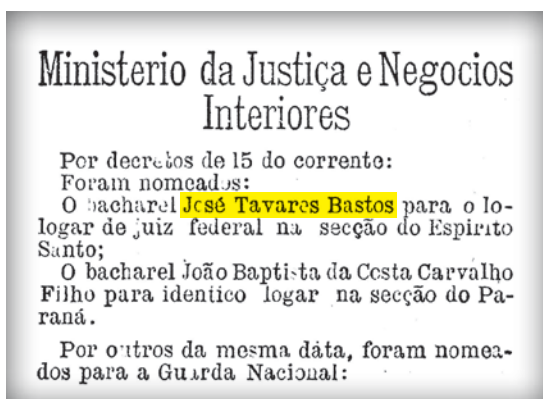 Ministerio da Justiça e Negocios
Interiores
Por decretos de 15 do corrente:
Foram nomeados:
O bacharel José Tavares Bastos para o lo-
logar de juiz federal na secção do Espirito
Santo;
O bacharel João Baptista da Costa Carvalho
Filho para identico logar na secção do Pa-
raná.
Por outros da mesma dáta, foram nomea-
dos para a Guarda Nacional: